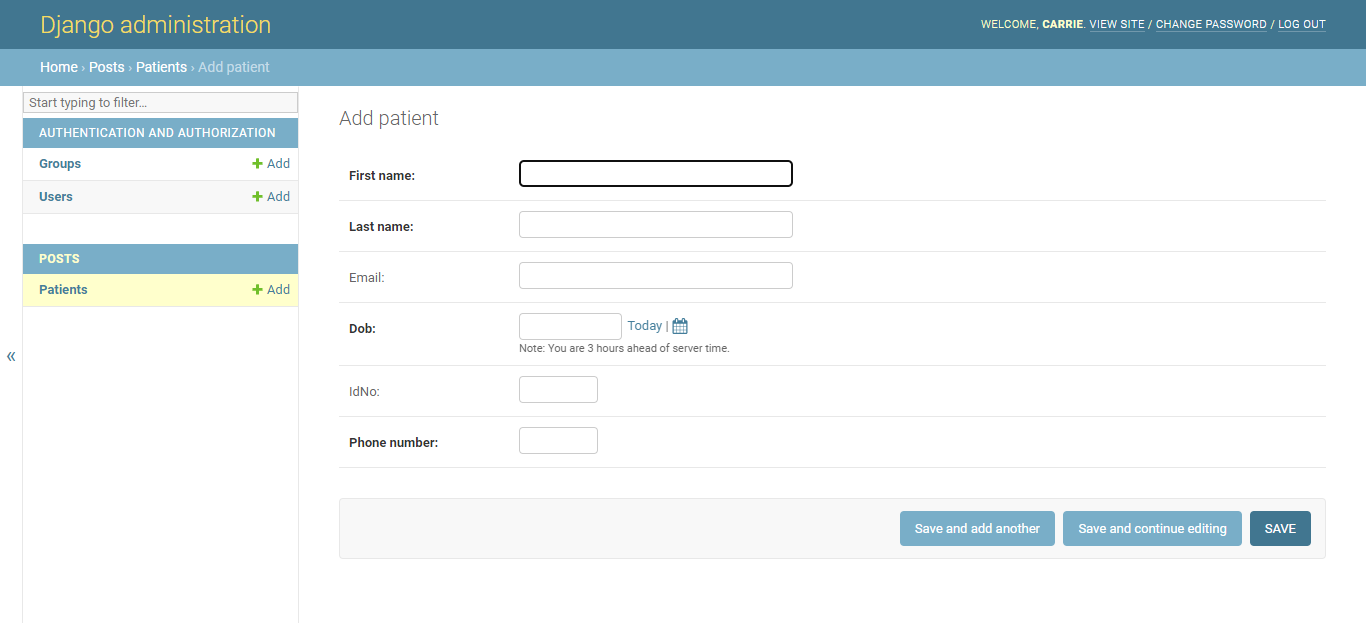 Django administration
WELCOME, CARRIE. VIEW SITE / CHANGE PASSWORD / LOG OUT
Home › Posts › Patients › Add patient
Start typing to filter...
AUTHENTICATION AND AUTHORIZATION
Groups + Add
Users + Add
POSTS
Patients + Add
«
Add patient
First name:
Last name:
Email:
Dob: Today |
Note: You are 3 hours ahead of server time.
IdNo:
Phone number:
Save and add another Save and continue editing SAVE